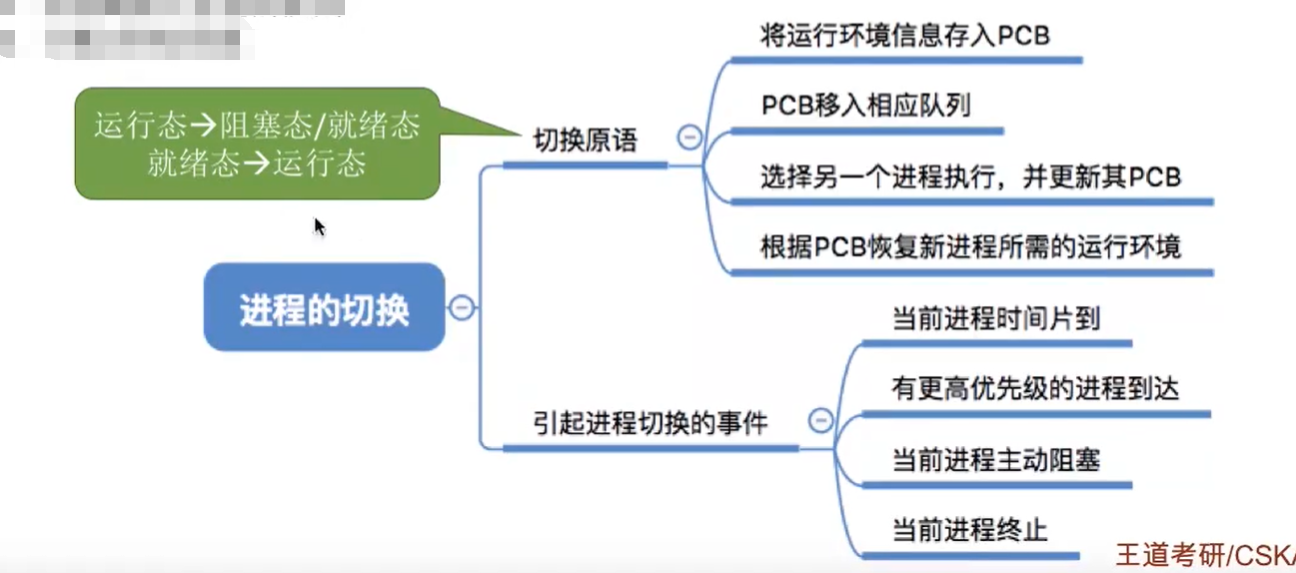 将运行环境信息存入PCB
运行态→阻塞态/就绪态
就绪态→运行态
切换原语
PCB移入相应队列
选择另一个进程执行，并更新其PCB
根据PCB恢复新进程所需的运行环境
进程的切换
当前进程时间片到
有更高优先级的进程到达
引起进程切换的事件
当前进程主动阻塞
当前进程终止
王道考研/CSKA